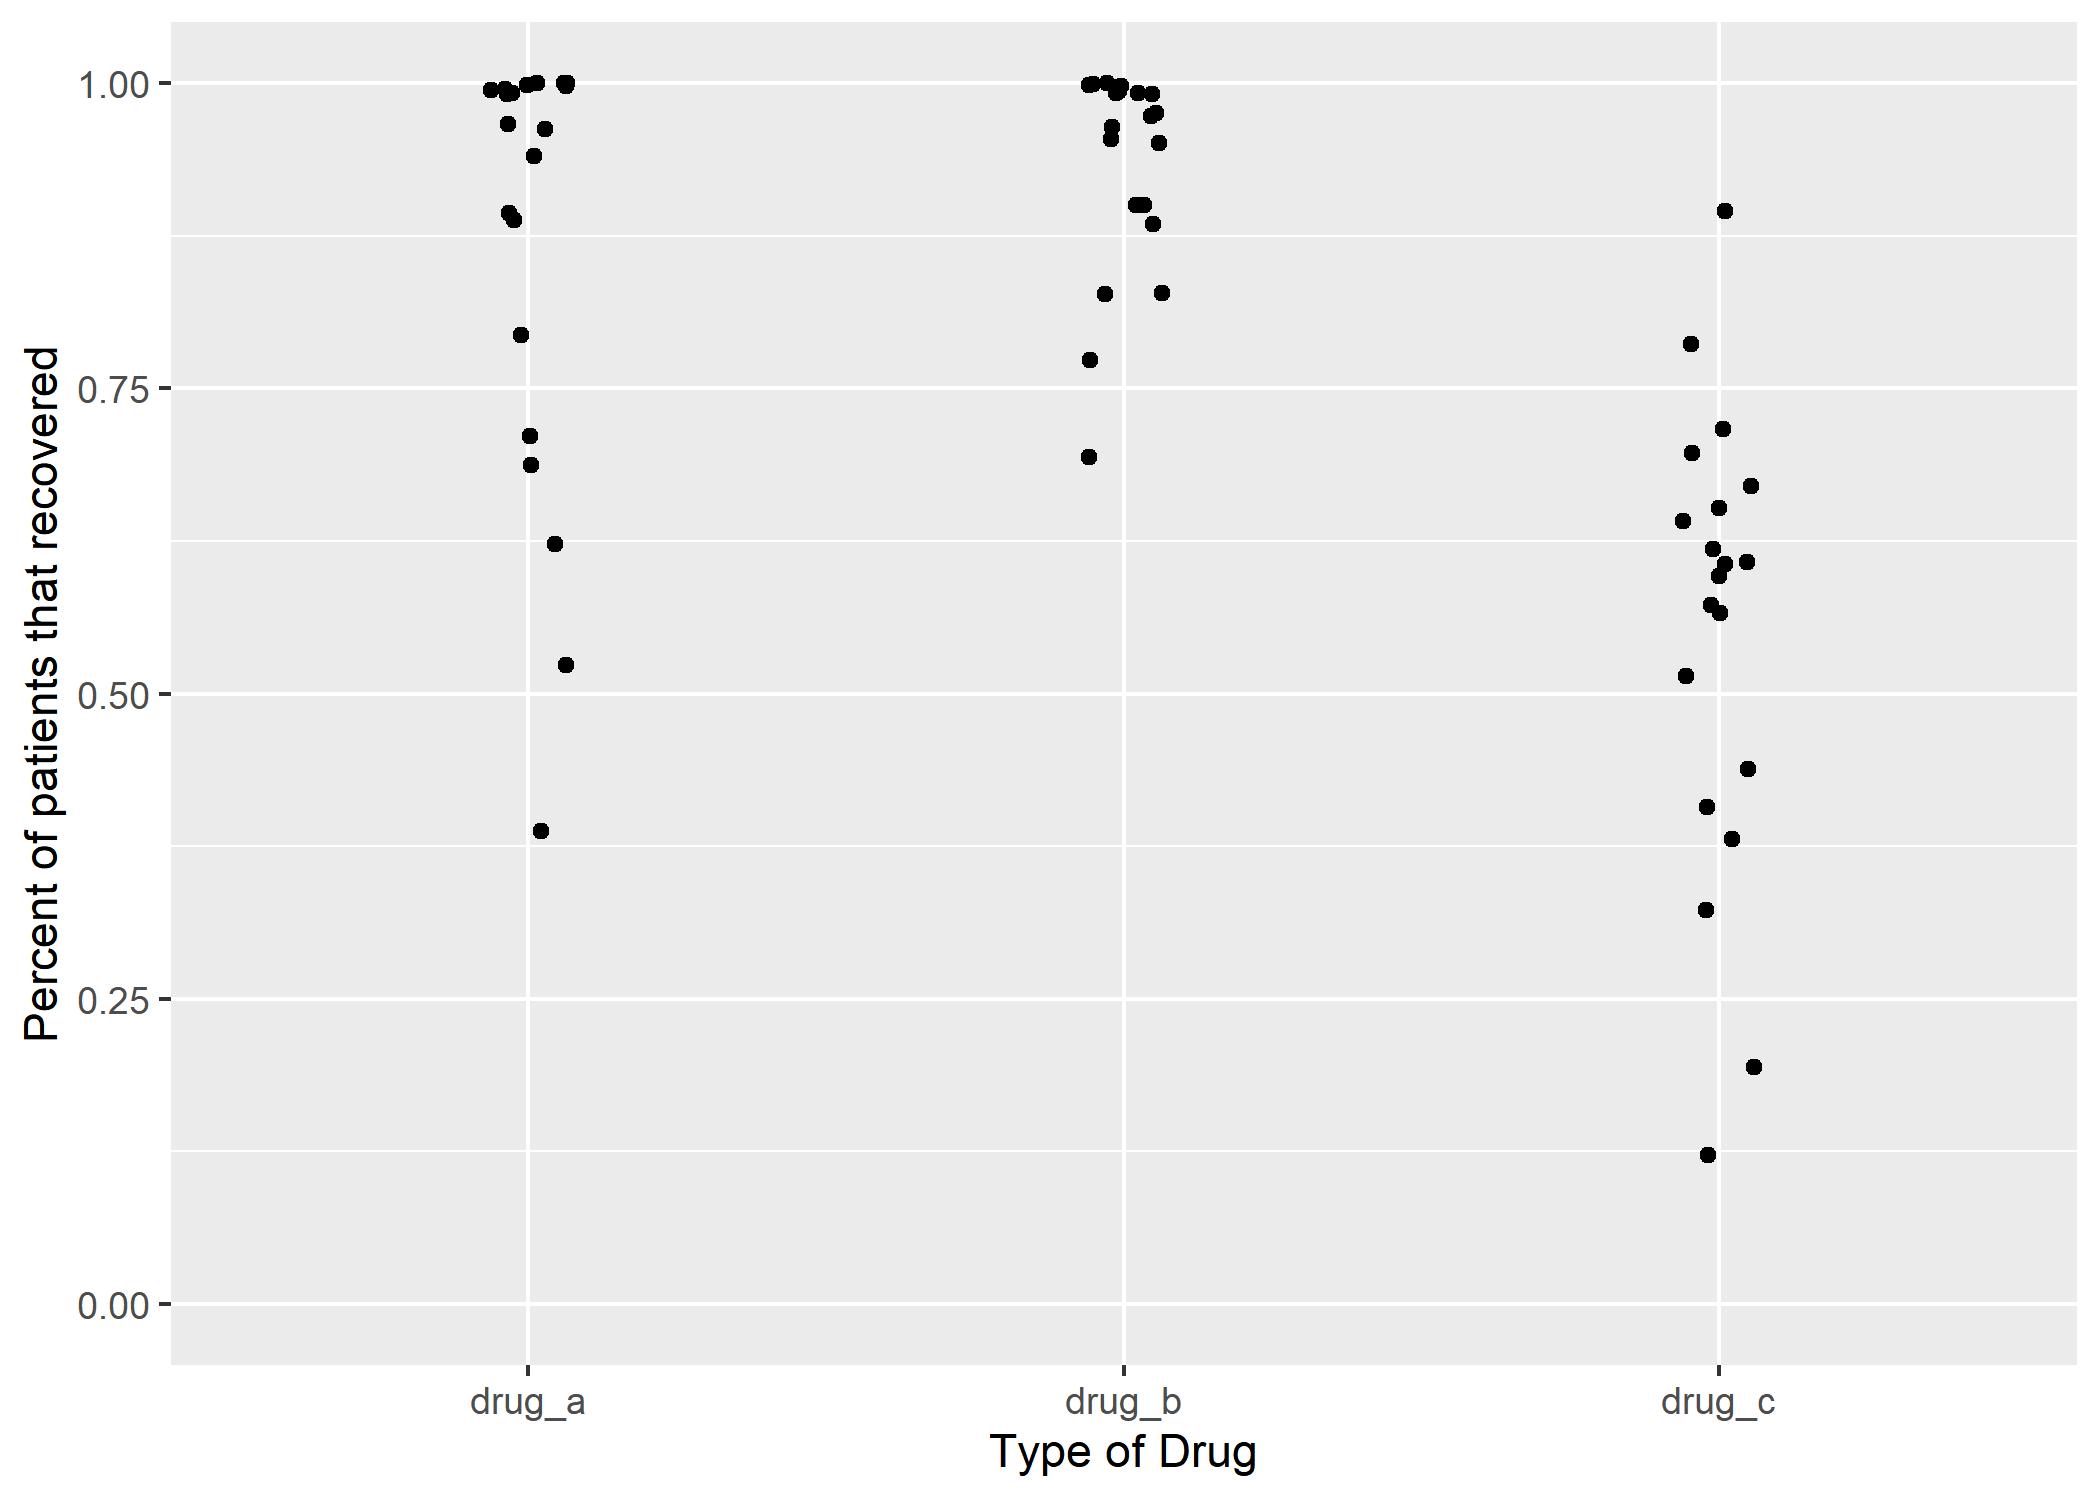 Percent of patients that recovered
1.00
0.75
0.50
0.25
0.00
drug_a
drug_b
drug_c
Type of Drug